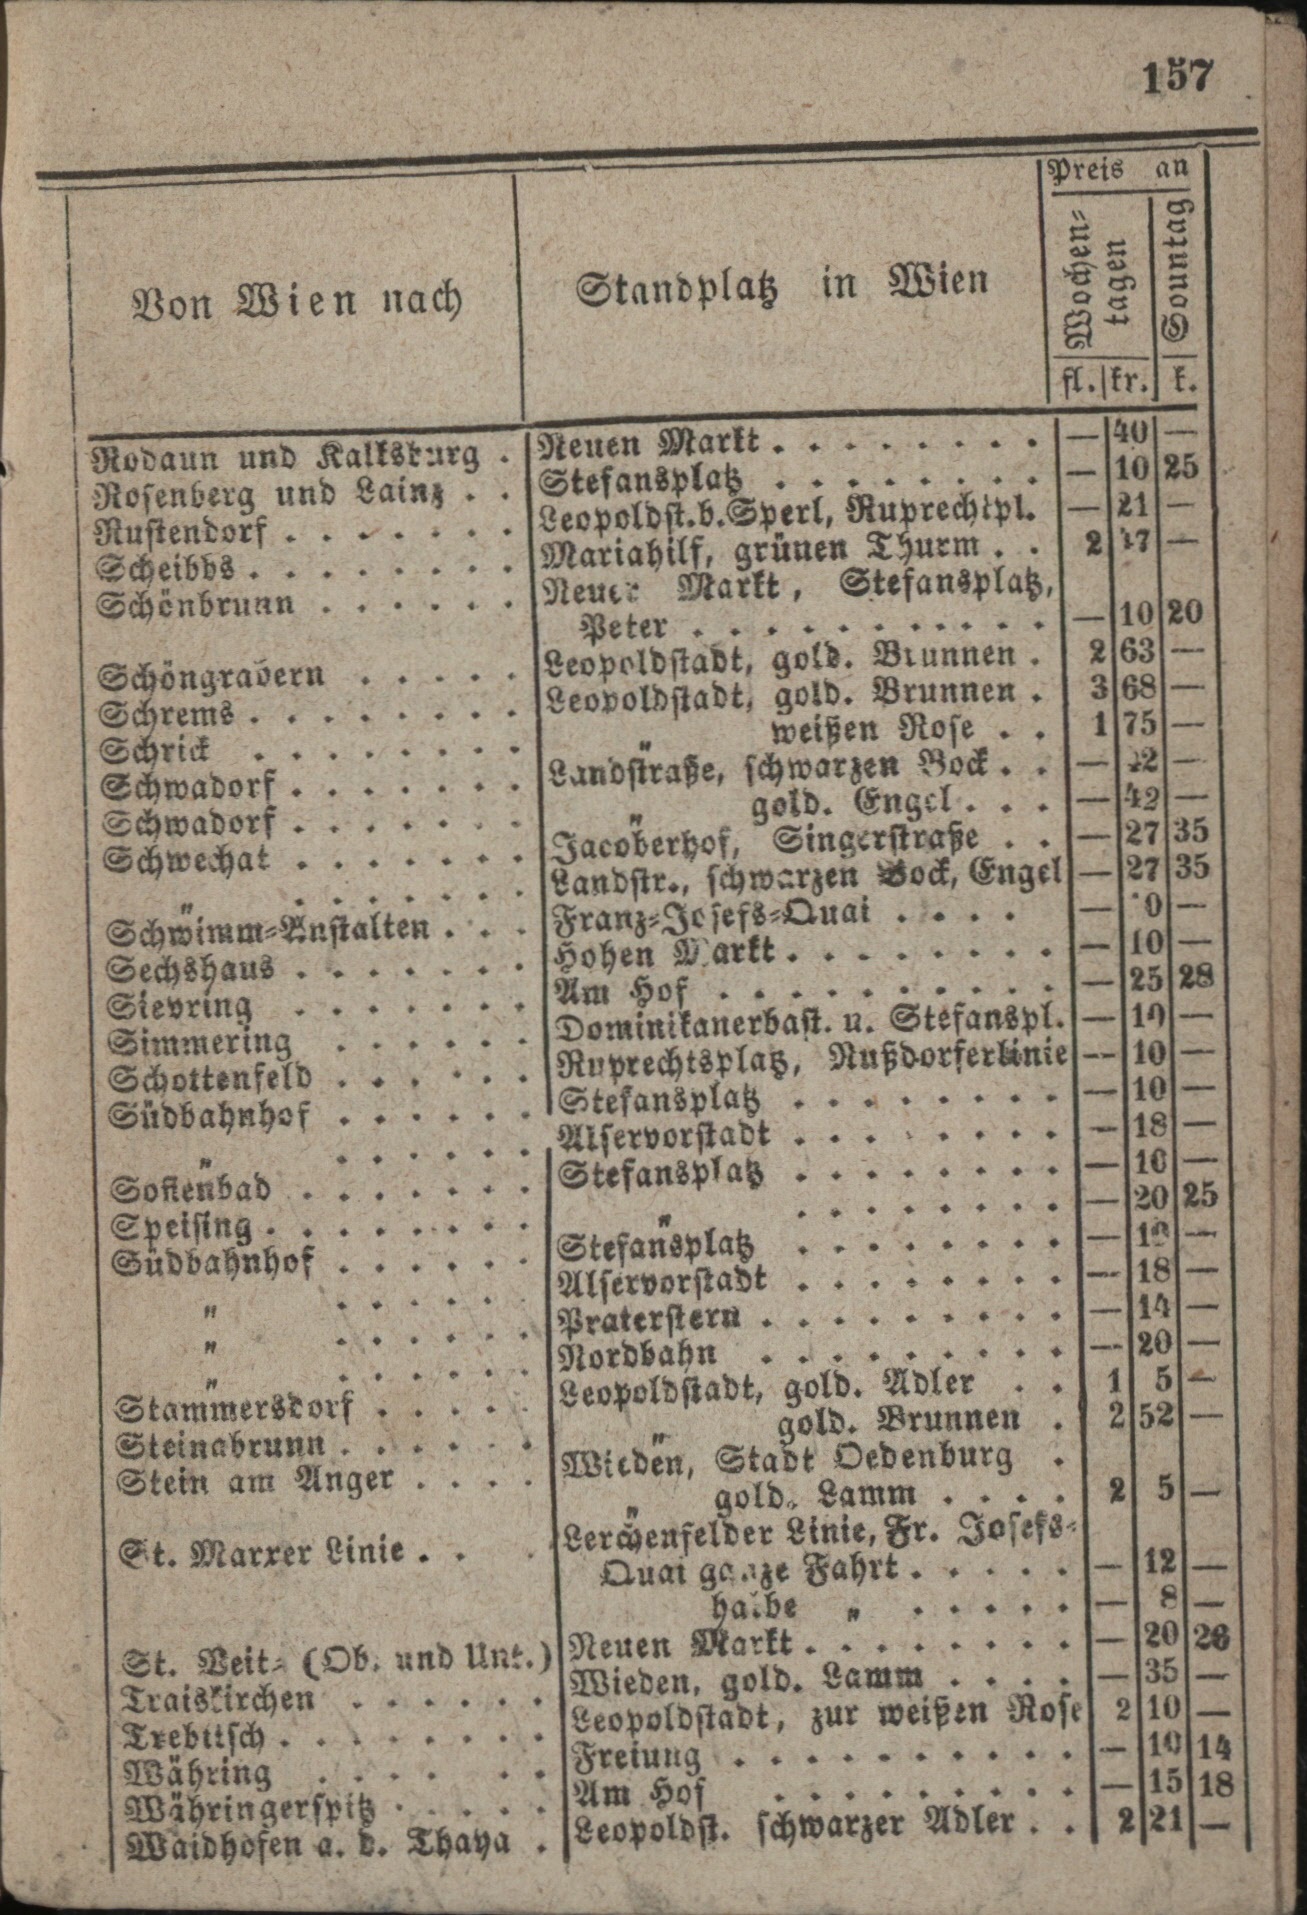 157
Preis an
Von Wien nach Standplatz in Wien Wochen-tagen Sonntag
fl. kr. k.
Rodaun und Kalksburg . Neuen Markt . . . . . . . . — 40 —
Rosenberg und Lainz . . Stefansplatz . . . . . . . . — 10 25
Rustendorf . . . . . . . Leopoldst. b. Sperl, Ruprechtpl. — 21 —
Scheibbs . . . . . . . . Mariahilf, grünen Thurm . . 2 47 —
Schönbrunn . . . . . . Neuer Markt, Stefansplatz,
Peter . . . . . . . . . . — 10 20
Schöngrabern . . . . . Leopoldstadt, gold. Brunnen . 2 63 —
Schrems . . . . . . . . Leopoldstadt, gold. Brunnen . 3 68 —
Schrick . . . . . . . . " weißen Rose . . 1 75 —
Schwadorf . . . . . . . Landstraße, schwarzen Bock . . — 42 —
Schwadorf . . . . . . . " gold. Engel . . . — 42 —
Schwechat . . . . . . . Jacoberhof, Singerstraße . . — 27 35
" . . . . . . . Landstr., schwarzen Bock, Engel — 27 35
Schwimm-Anstalten . . . Franz-Josefs-Quai . . . . — 0 —
Sechshaus . . . . . . . Hohen Markt . . . . . . . . — 10 —
Sievring . . . . . . . Am Hof . . . . . . . . . . — 25 28
Simmering . . . . . . Dominikanerbast. u. Stefanspl. — 10 —
Schottenfeld . . . . . . Ruprechtsplatz, Nußdorferlinie — 10 —
Südbahnhof . . . . . . Stefansplatz . . . . . . . . — 10 —
" . . . . . . Alservorstadt . . . . . . . . — 18 —
Sofienbad . . . . . . . Stefansplatz . . . . . . . . — 10 —
Speising . . . . . . . . " . . . . . . . . — 20 25
Südbahnhof . . . . . . Stefansplatz . . . . . . . . — 10 —
" . . . . . . Alservorstadt . . . . . . . . — 18 —
" . . . . . . Praterstern . . . . . . . . . — 14 —
" . . . . . . Nordbahn . . . . . . . . . — 20 —
Stammersdorf . . . . . Leopoldstadt, gold. Adler . . 1 5 —
Steinabrunn . . . . . . " gold. Brunnen . 2 52 —
Stein am Anger . . . . Wieden, Stadt Oedenburg .
" gold. Lamm . . . . 2 5 —
St. Marxer Linie . . . Lerchenfelder Linie, Fr. Josefs-
Quai ganze Fahrt . . . . . — 12 —
halbe " . . . . . — 8 —
St. Veit- (Ob. und Unt.) Neuen Markt . . . . . . . . — 20 26
Traiskirchen . . . . . . Wieden, gold. Lamm . . . . — 35 —
Trebitsch . . . . . . . . Leopoldstadt, zur weißen Rose 2 10 —
Währing . . . . . . Freiung . . . . . . . . . . — 10 14
Währingerspitz . . . . . Am Hof . . . . . . . . . — 15 18
Waidhofen a. d. Thaya . Leopoldst. schwarzer Adler . . 2 21 —